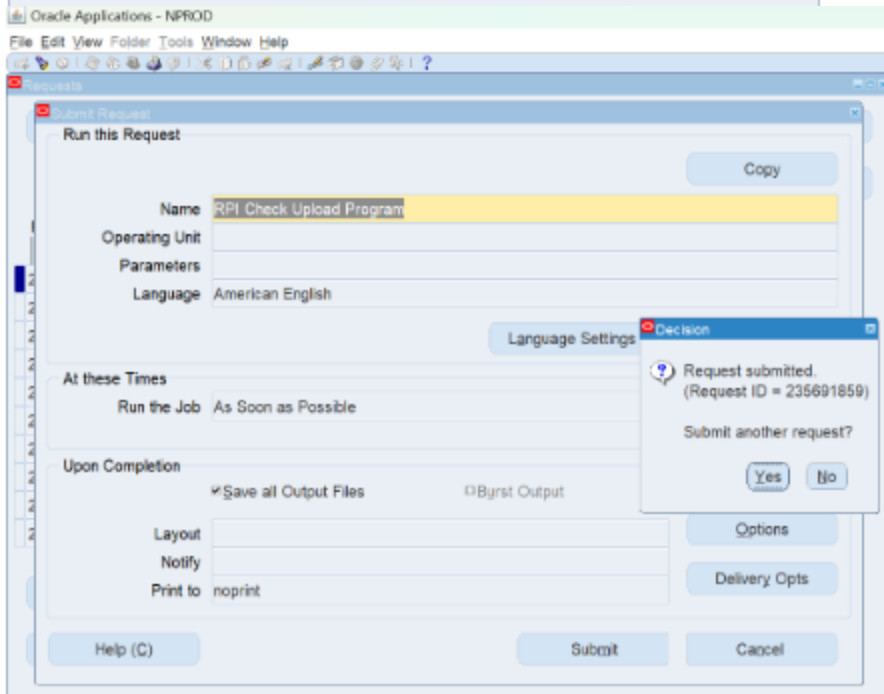 Oracle Applications - NPROD
File Edit View Folder Tools Window Help
Requests
Submit Request
Run this Request
Copy
Name RPI Check Upload Program
Operating Unit
Parameters
Language American English
Language Settings
Decision
Request submitted.
(Request ID = 235691859)
Submit another request?
Yes No
At these Times
Run the Job As Soon as Possible
Upon Completion
Save all Output Files Burst Output
Layout
Options
Notify
Print to noprint
Delivery Opts
Help (C) Submit Cancel